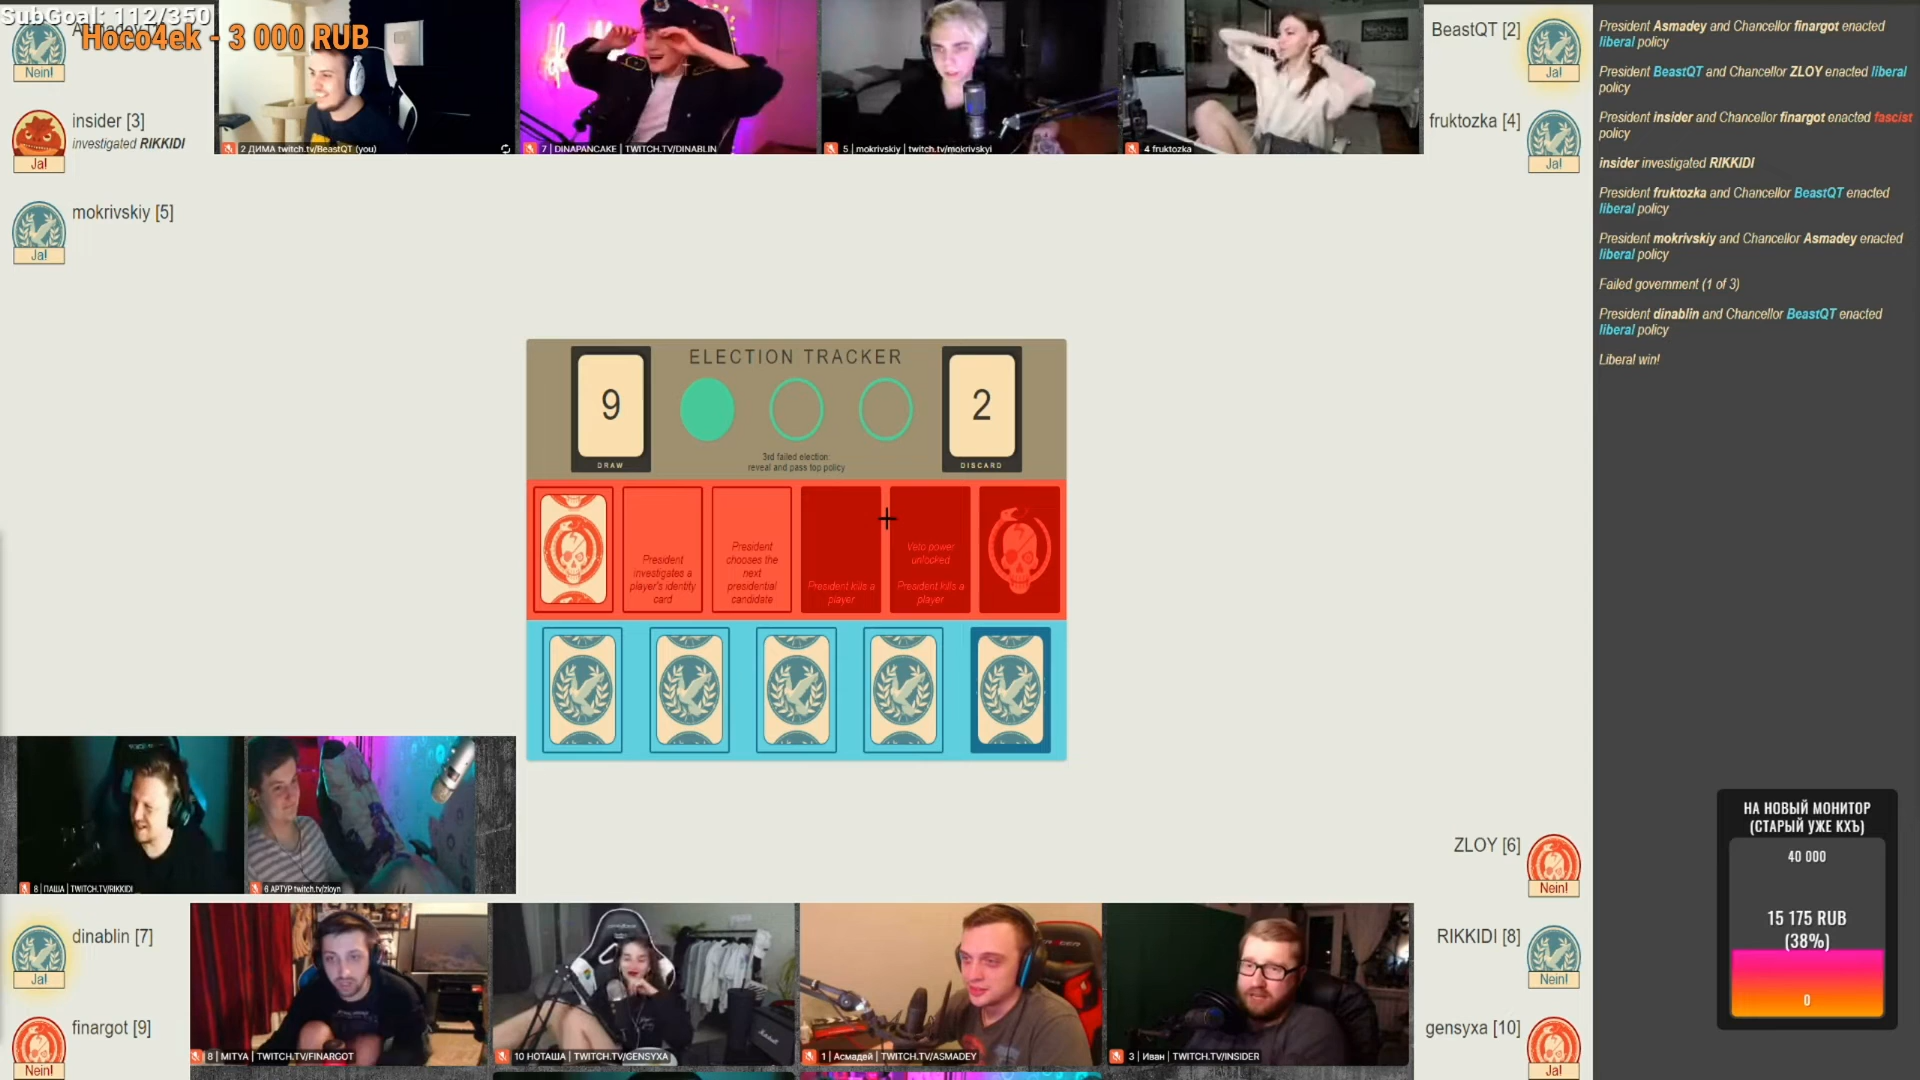 SubGoal: 112/350
Hoco4ek - 3 000 RUB
Nein!
insider [3]
investigated RIKKIDI
Ja!
mokrivskiy [5]
Ja!
2 ДИМА twitch.tv/BeastQT (you)
7 | DINAPANCAKE | TWITCH.TV/DINABLIN
5 | mokrivskiy | twitch.tv/mokrivskyi
4 fruktozka
BeastQT [2]
Ja!
fruktozka [4]
Ja!
President Asmadey and Chancellor finargot enacted
liberal policy
President BeastQT and Chancellor ZLOY enacted liberal
policy
President insider and Chancellor finargot enacted fascist
policy
insider investigated RIKKIDI
President fruktozka and Chancellor BeastQT enacted
liberal policy
President mokrivskiy and Chancellor Asmadey enacted
liberal policy
Failed government (1 of 3)
President dinablin and Chancellor BeastQT enacted
liberal policy
Liberal win!
ELECTION TRACKER
9
DRAW
2
DISCARD
3rd failed election:
reveal and pass top policy
President
investigates a
player's identity
card
President
chooses the
next
presidential
candidate
President kills a
player
Veto power
unlocked
President kills a
player
8 | ПАША | TWITCH.TV/RIKKIDI
6 АРТУР twitch.tv/zloyn
dinablin [7]
Ja!
finargot [9]
Nein!
8 | MITYA | TWITCH.TV/FINARGOT
10 НОТАША | TWITCH.TV/GENSYXA
1 | Асмадей | TWITCH.TV/ASMADEY
3 | Иван | TWITCH.TV/INSIDER
ZLOY [6]
Nein!
RIKKIDI [8]
Nein!
gensyxa [10]
Ja!
НА НОВЫЙ МОНИТОР
(СТАРЫЙ УЖЕ КХЪ)
40 000
15 175 RUB
(38%)
0